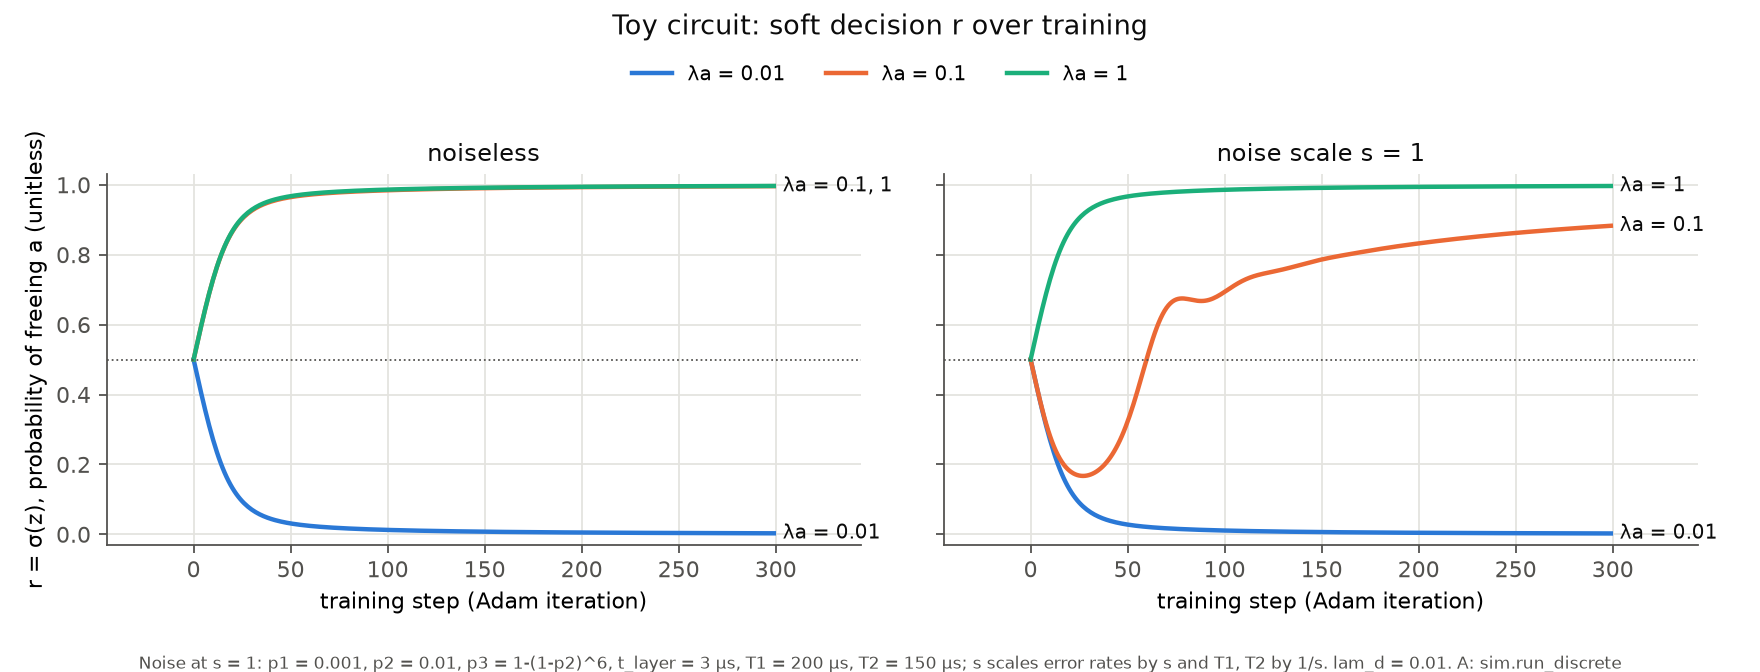 Toy circuit: soft decision r over training
λa = 0.01
λa = 0.1
λa = 1
noiseless
noise scale s = 1
r = σ(z), probability of freeing a (unitless)
1.0
0.8
0.6
0.4
0.2
0.0
λa = 0.1, 1
λa = 0.01
λa = 1
λa = 0.1
λa = 0.01
0 50 100 150 200 250 300
0 50 100 150 200 250 300
training step (Adam iteration)
training step (Adam iteration)
Noise at s = 1: p1 = 0.001, p2 = 0.01, p3 = 1-(1-p2)^6, t_layer = 3 µs, T1 = 200 µs, T2 = 150 µs; s scales error rates by s and T1, T2 by 1/s. lam_d = 0.01. A: sim.run_discrete